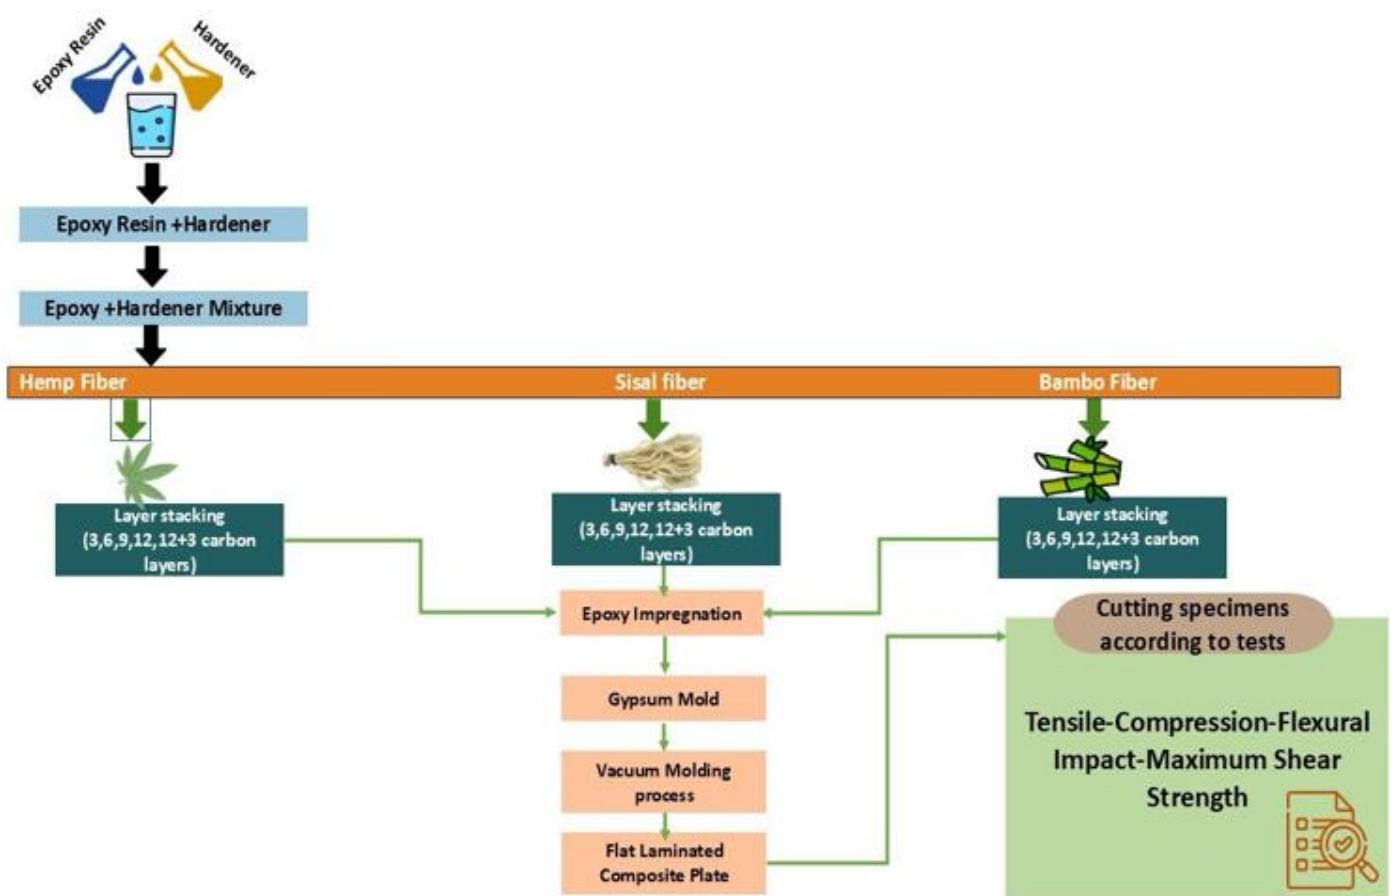 Epoxy Resin
Hardener
Epoxy Resin +Hardener
Epoxy +Hardener Mixture
Hemp Fiber
Sisal fiber
Bambo Fiber
Layer stacking
(3,6,9,12,12+3 carbon
layers)
Layer stacking
(3,6,9,12,12+3 carbon
layers)
Layer stacking
(3,6,9,12,12+3 carbon
layers)
Epoxy Impregnation
Gypsum Mold
Vacuum Molding
process
Flat Laminated
Composite Plate
Cutting specimens
according to tests
Tensile-Compression-Flexural
Impact-Maximum Shear
Strength